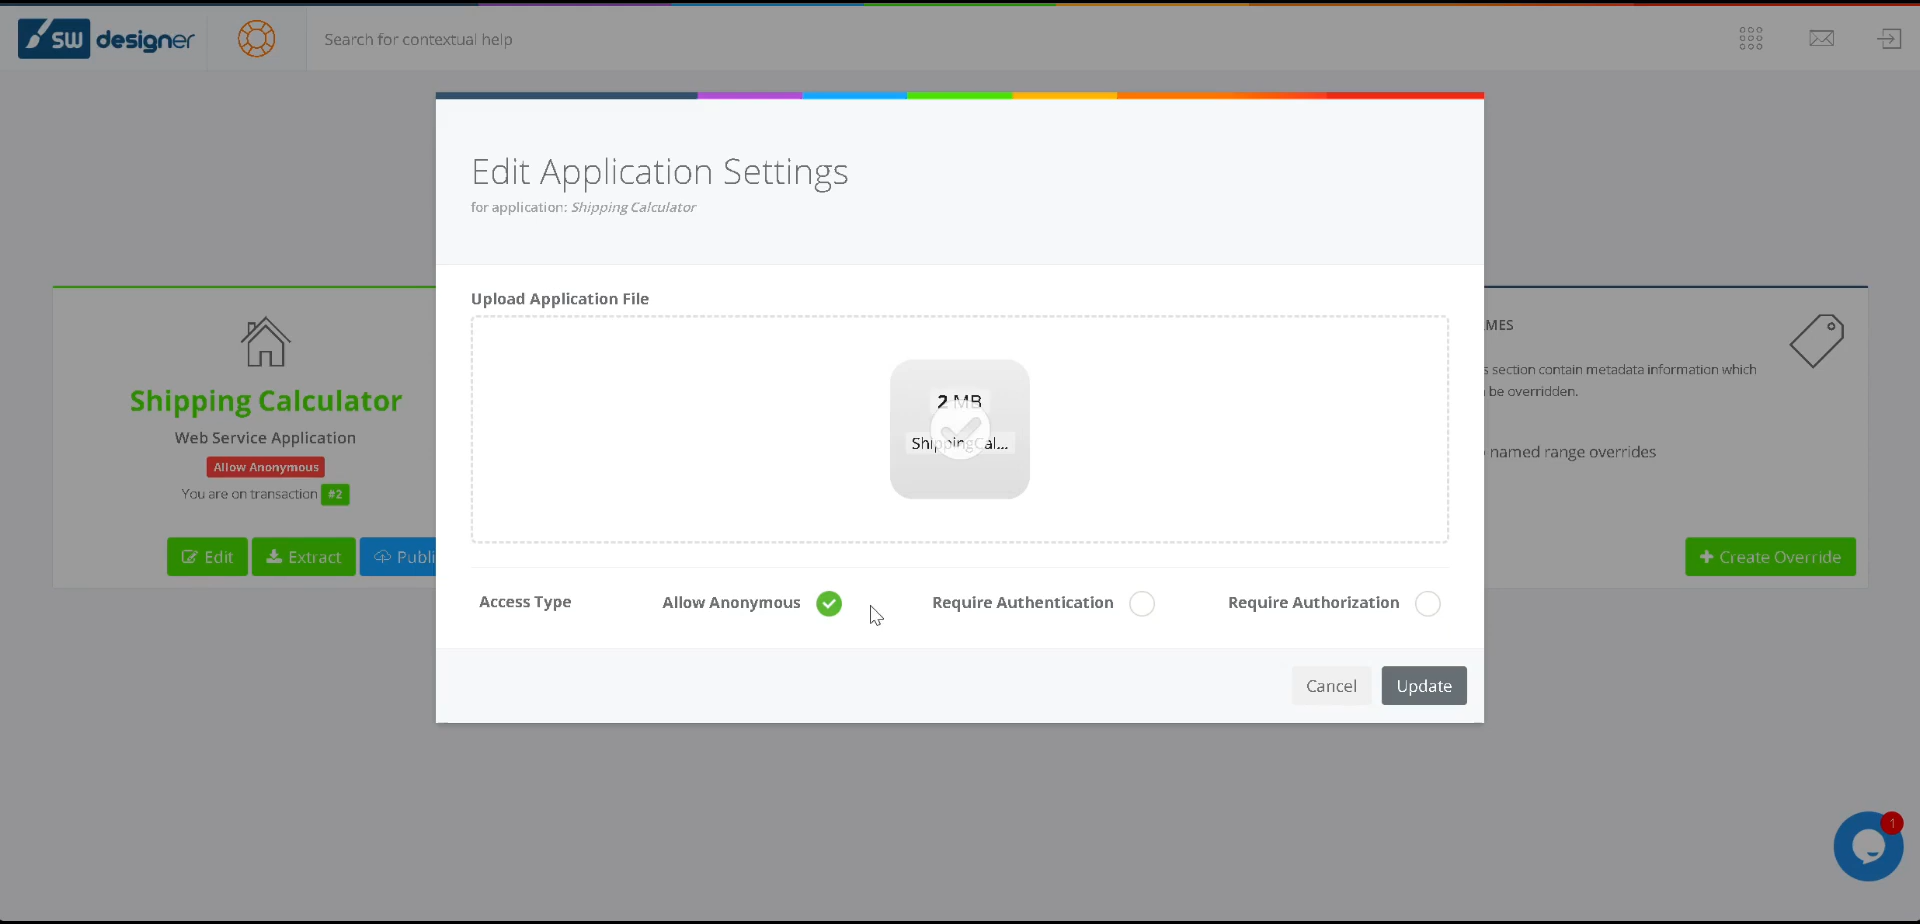 SW designer
Search for contextual help
Edit Application Settings
for application: Shipping Calculator
Upload Application File
2 MB
ShippingCal...
Access Type
Allow Anonymous
Require Authentication
Require Authorization
Cancel
Update
Shipping Calculator
Web Service Application
Allow Anonymous
You are on transaction #2
Edit
Extract
Publi
MES
s section contain metadata information which
be overridden.
named range overrides
Create Override
1